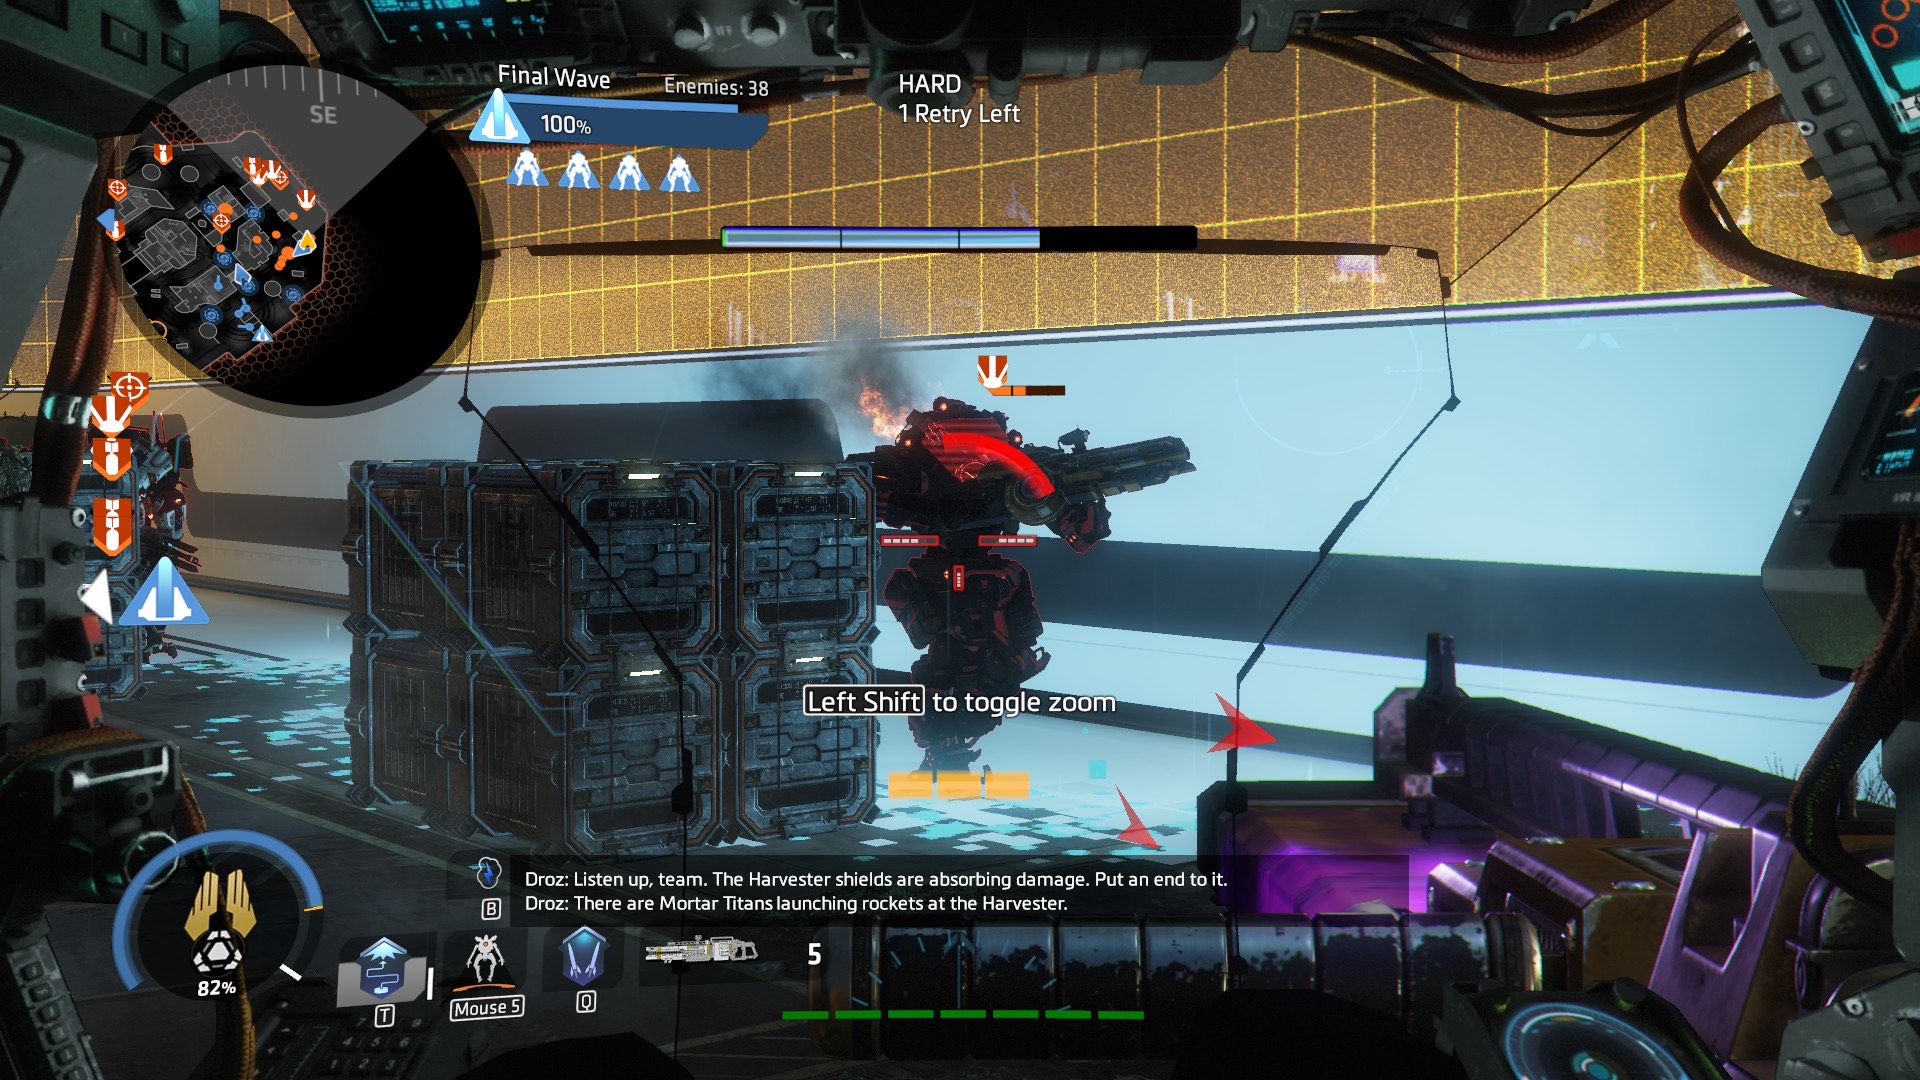 SE
Final Wave
Enemies: 38
100%
HARD
1 Retry Left
Left Shift to toggle zoom
Droz: Listen up, team. The Harvester shields are absorbing damage. Put an end to it.
Droz: There are Mortar Titans launching rockets at the Harvester.
B
82%
T
Mouse 5
Q
5